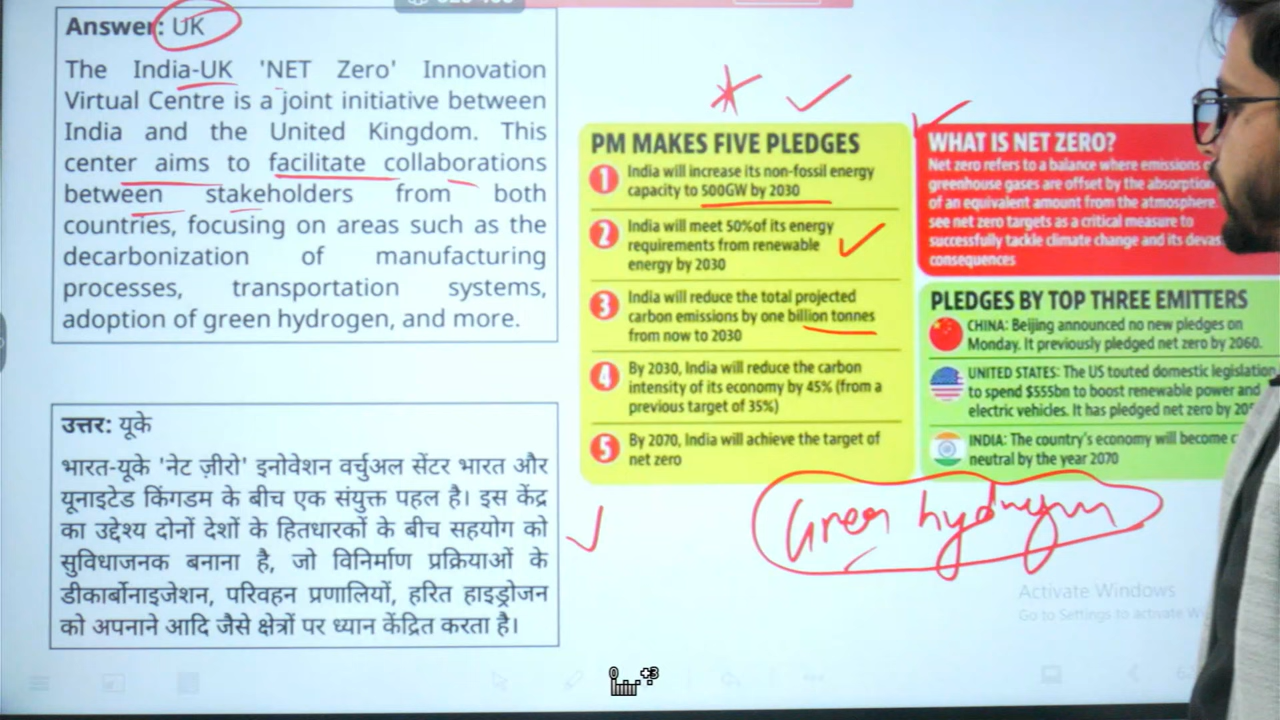 Answer: UK
The India-UK 'NET Zero' Innovation
Virtual Centre is a joint initiative between
India and the United Kingdom. This
center aims to facilitate collaborations
between stakeholders from both
countries, focusing on areas such as the
decarbonization of manufacturing
processes, transportation systems,
adoption of green hydrogen, and more.
उत्तर: यूके
भारत-यूके 'नेट ज़ीरो' इनोवेशन वर्चुअल सेंटर भारत और
यूनाइटेड किंगडम के बीच एक संयुक्त पहल है। इस केंद्र
का उद्देश्य दोनों देशों के हितधारकों के बीच सहयोग को
सुविधाजनक बनाना है, जो विनिर्माण प्रक्रियाओं के
डीकार्बोनाइजेशन, परिवहन प्रणालियों, हरित हाइड्रोजन
को अपनाने आदि जैसे क्षेत्रों पर ध्यान केंद्रित करता है।
PM MAKES FIVE PLEDGES
1 India will increase its non-fossil energy
capacity to 500GW by 2030
2 India will meet 50%of its energy
requirements from renewable
energy by 2030
3 India will reduce the total projected
carbon emissions by one billion tonnes
from now to 2030
4 By 2030, India will reduce the carbon
intensity of its economy by 45% (from a
previous target of 35%)
5 By 2070, India will achieve the target of
net zero
WHAT IS NET ZERO?
Net zero refers to a balance where emissions
greenhouse gases are offset by the absorption
of an equivalent amount from the atmosphere.
see net zero targets as a critical measure to
successfully tackle climate change and its
consequences
PLEDGES BY TOP THREE EMITTERS
CHINA: Beijing announced no new pledges on
Monday. It previously pledged net zero by 2060.
UNITED STATES: The US touted domestic legislation
to spend $555bn to boost renewable power and
electric vehicles. It has pledged net zero by
INDIA: The country's economy will become
neutral by the year 2070
Green hydrogen
Activate Windows
Go to Settings to activate